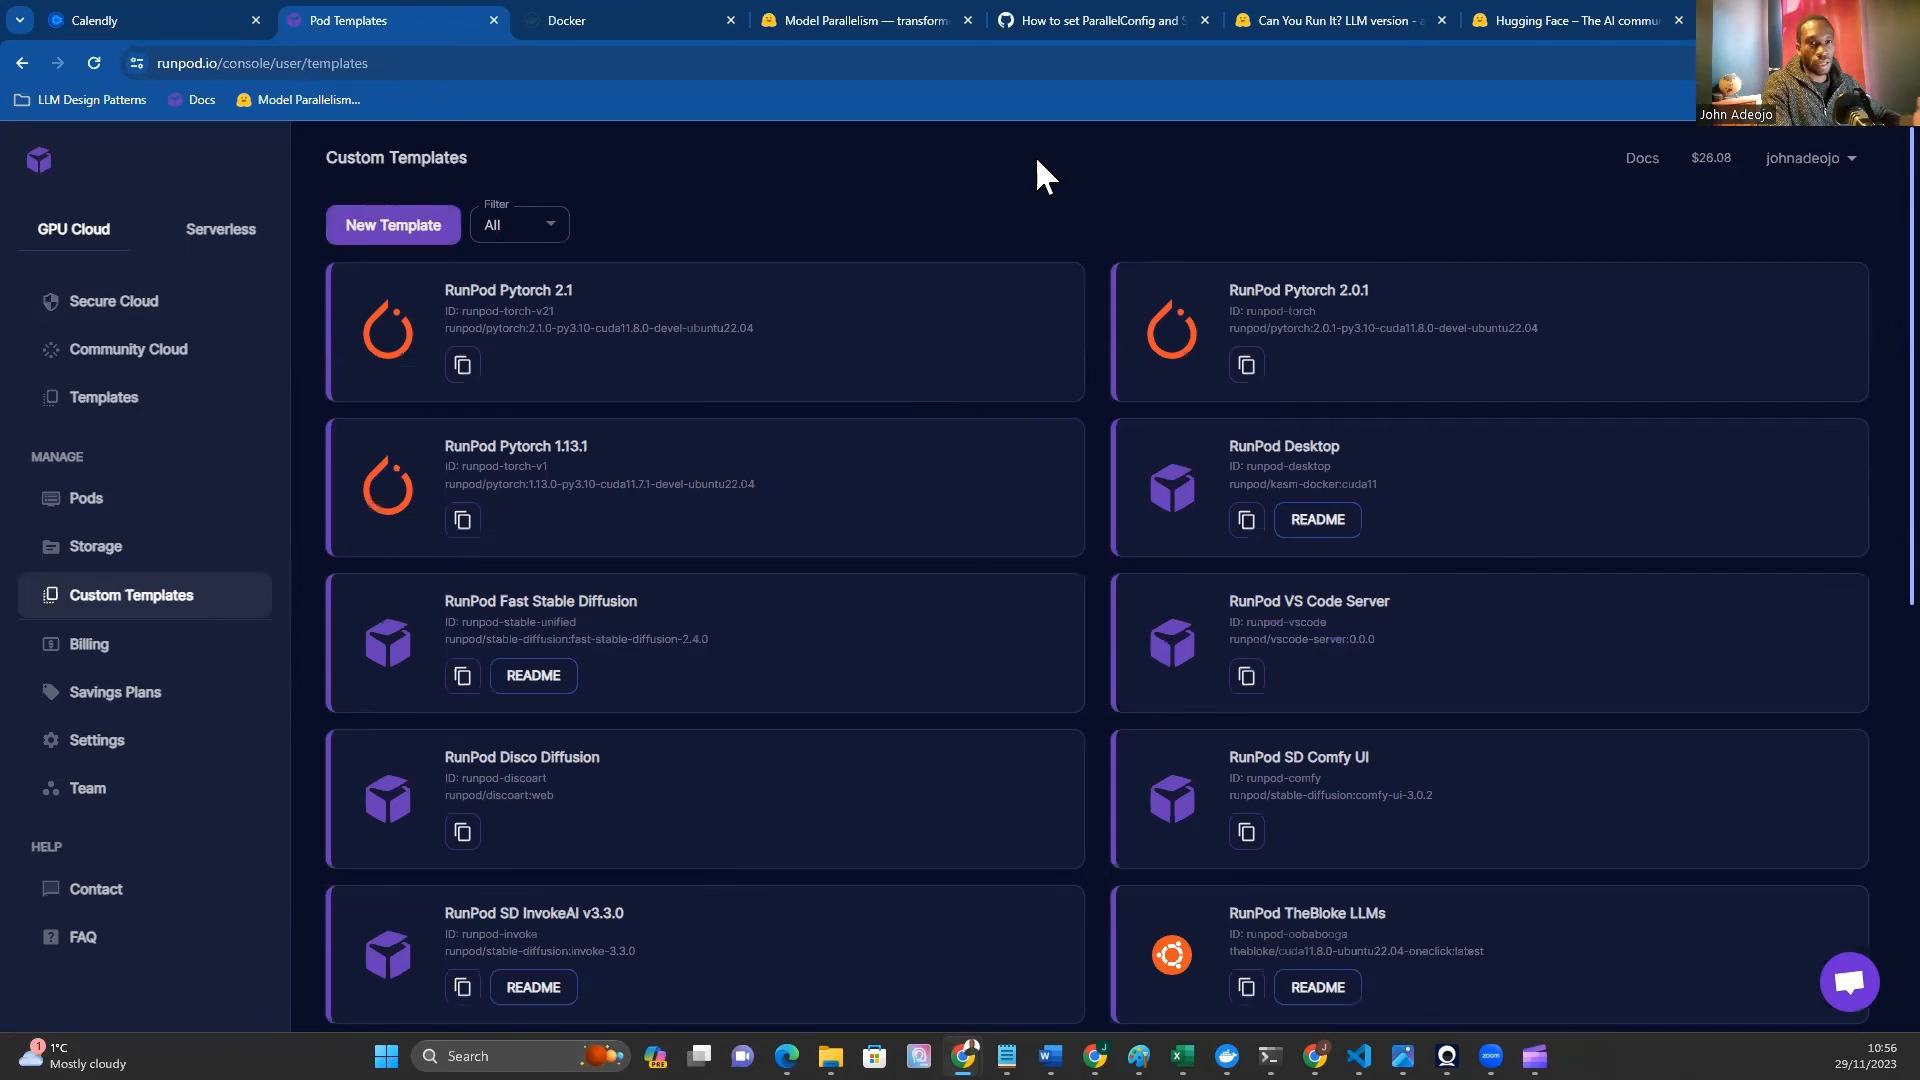 Calendly
Pod Templates
Docker
Model Parallelism — transform
How to set ParallelConfig and S
Can You Run It? LLM version - a
Hugging Face – The AI commu
runpod.io/console/user/templates
LLM Design Patterns
Docs
Model Parallelism...
John Adeojo
Custom Templates
Docs
$26.08
johnadeojo
GPU Cloud
Serverless
New Template
Filter
All
Secure Cloud
Community Cloud
Templates
MANAGE
Pods
Storage
Custom Templates
Billing
Savings Plans
Settings
Team
HELP
Contact
FAQ
RunPod Pytorch 2.1
ID: runpod-torch-v21
runpod/pytorch:2.1.0-py3.10-cuda11.8.0-devel-ubuntu22.04
RunPod Pytorch 2.0.1
ID: runpod-torch
runpod/pytorch:2.0.1-py3.10-cuda11.8.0-devel-ubuntu22.04
RunPod Pytorch 1.13.1
ID: runpod-torch-v1
runpod/pytorch:1.13.0-py3.10-cuda11.7.1-devel-ubuntu22.04
RunPod Desktop
ID: runpod-desktop
runpod/kasm-docker:cuda11
README
RunPod Fast Stable Diffusion
ID: runpod-stable-unified
runpod/stable-diffusion:fast-stable-diffusion-2.4.0
README
RunPod VS Code Server
ID: runpod-vscode
runpod/vscode-server:0.0.0
RunPod Disco Diffusion
ID: runpod-discoart
runpod/discoart:web
RunPod SD Comfy UI
ID: runpod-comfy
runpod/stable-diffusion:comfy-ui-3.0.2
RunPod SD InvokeAI v3.3.0
ID: runpod-invoke
runpod/stable-diffusion:invoke-3.3.0
README
RunPod TheBloke LLMs
ID: runpod-oobabooga
thebloke/cuda11.8.0-ubuntu22.04-oneclick:latest
README
1
1°C
Mostly cloudy
Search
PRE
zoom
10:56
29/11/2023